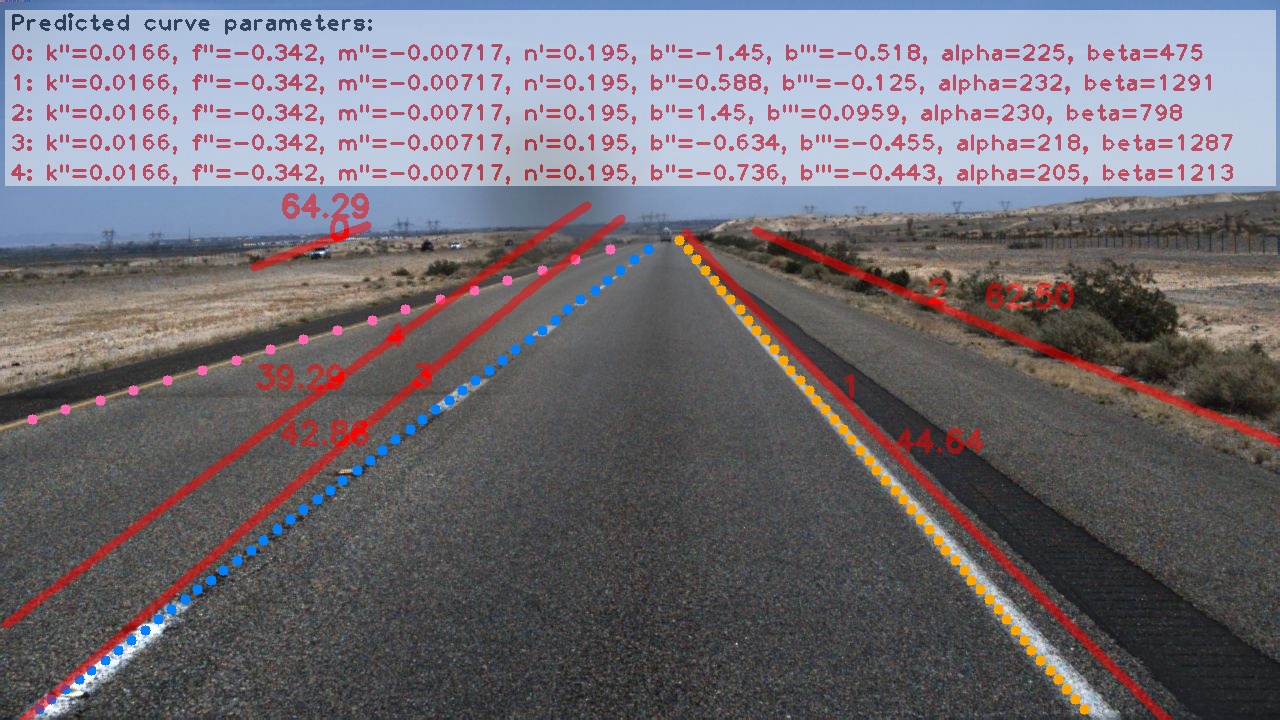 Predicted curve parameters:
0: k''=0.0166, f''=−0.342, m''=−0.00717, n'=0.195, b''=−1.45, b'''=−0.518, alpha=225, beta=475
1: k''=0.0166, f''=−0.342, m''=−0.00717, n'=0.195, b''=0.588, b'''=−0.125, alpha=232, beta=1291
2: k''=0.0166, f''=−0.342, m''=−0.00717, n'=0.195, b''=1.45, b'''=0.0959, alpha=230, beta=798
3: k''=0.0166, f''=−0.342, m''=−0.00717, n'=0.195, b''=−0.634, b'''=−0.455, alpha=218, beta=1287
4: k''=0.0166, f''=−0.342, m''=−0.00717, n'=0.195, b''=−0.736, b'''=−0.443, alpha=205, beta=1213
64.29
0
2 62.50
4
39.29 3
1
42.86
44.64